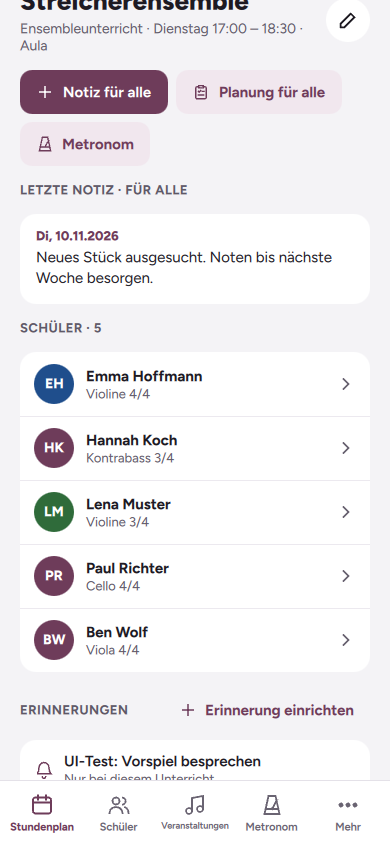 Streicherensemble
Ensembleunterricht · Dienstag 17:00 – 18:30 ·
Aula
Notiz für alle
Planung für alle
Metronom
LETZTE NOTIZ · FÜR ALLE
Di, 10.11.2026
Neues Stück ausgesucht. Noten bis nächste
Woche besorgen.
SCHÜLER · 5
EH
Emma Hoffmann
Violine 4/4
HK
Hannah Koch
Kontrabass 3/4
LM
Lena Muster
Violine 3/4
PR
Paul Richter
Cello 4/4
BW
Ben Wolf
Viola 4/4
ERINNERUNGEN
Erinnerung einrichten
UI-Test: Vorspiel besprechen
Nur bei diesem Unterricht
Stundenplan
Schüler
Veranstaltungen
Metronom
Mehr